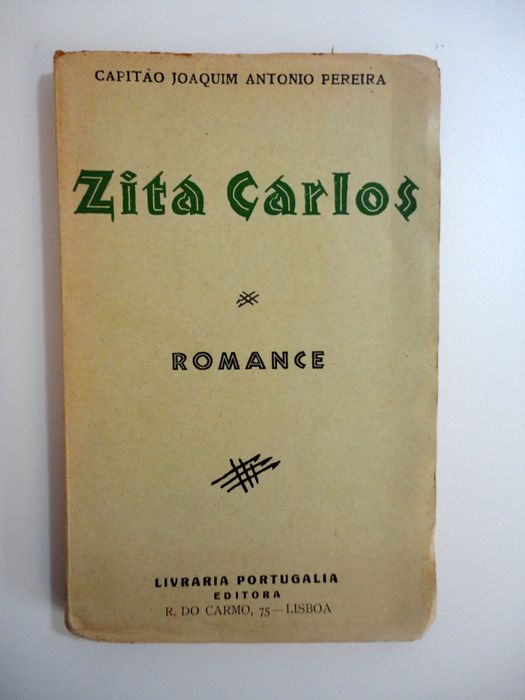 CAPITÃO JOAQUIM ANTONIO PEREIRA
Zita Carlos
ROMANCE
LIVRARIA PORTUGALIA
EDITORA
R. DO CARMO, 75 — LISBOA